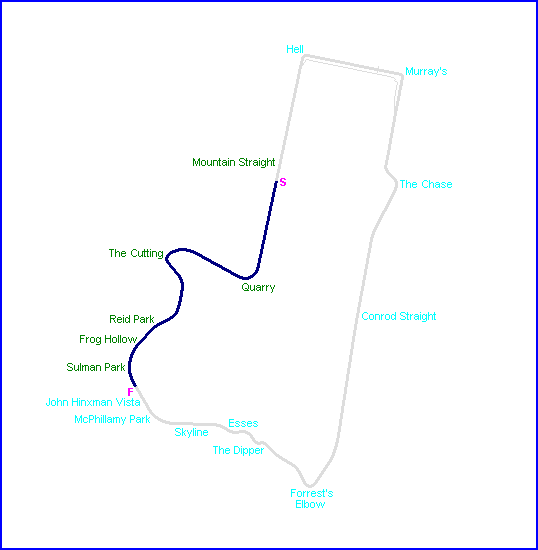 Hell
Murray's
Mountain Straight
S
The Chase
The Cutting
Quarry
Reid Park
Conrod Straight
Frog Hollow
Sulman Park
F
John Hinxman Vista
McPhillamy Park
Esses
Skyline
The Dipper
Forrest's
Elbow